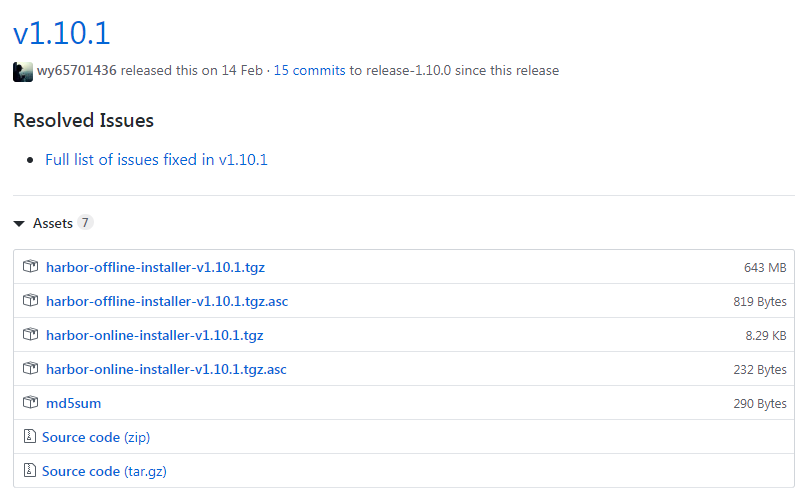 v1.10.1
wy65701436 released this on 14 Feb · 15 commits to release-1.10.0 since this release
Resolved Issues
• Full list of issues fixed in v1.10.1
Assets 7
harbor-offline-installer-v1.10.1.tgz 643 MB
harbor-offline-installer-v1.10.1.tgz.asc 819 Bytes
harbor-online-installer-v1.10.1.tgz 8.29 KB
harbor-online-installer-v1.10.1.tgz.asc 232 Bytes
md5sum 290 Bytes
Source code (zip)
Source code (tar.gz)